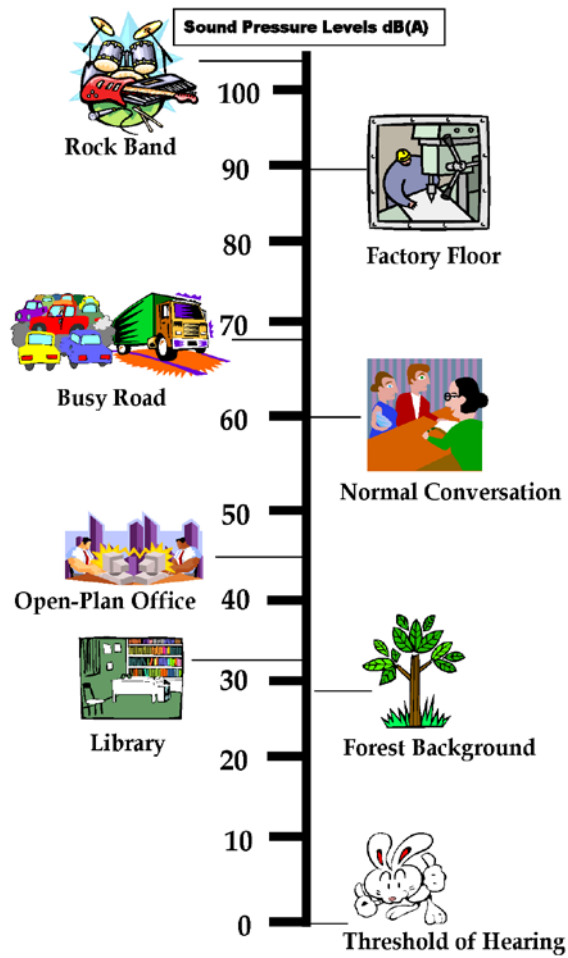 Sound Pressure Levels dB(A)
100
Rock Band
90
Factory Floor
80
70
Busy Road
60
Normal Conversation
50
Open-Plan Office
40
30
Library
Forest Background
20
10
0
Threshold of Hearing